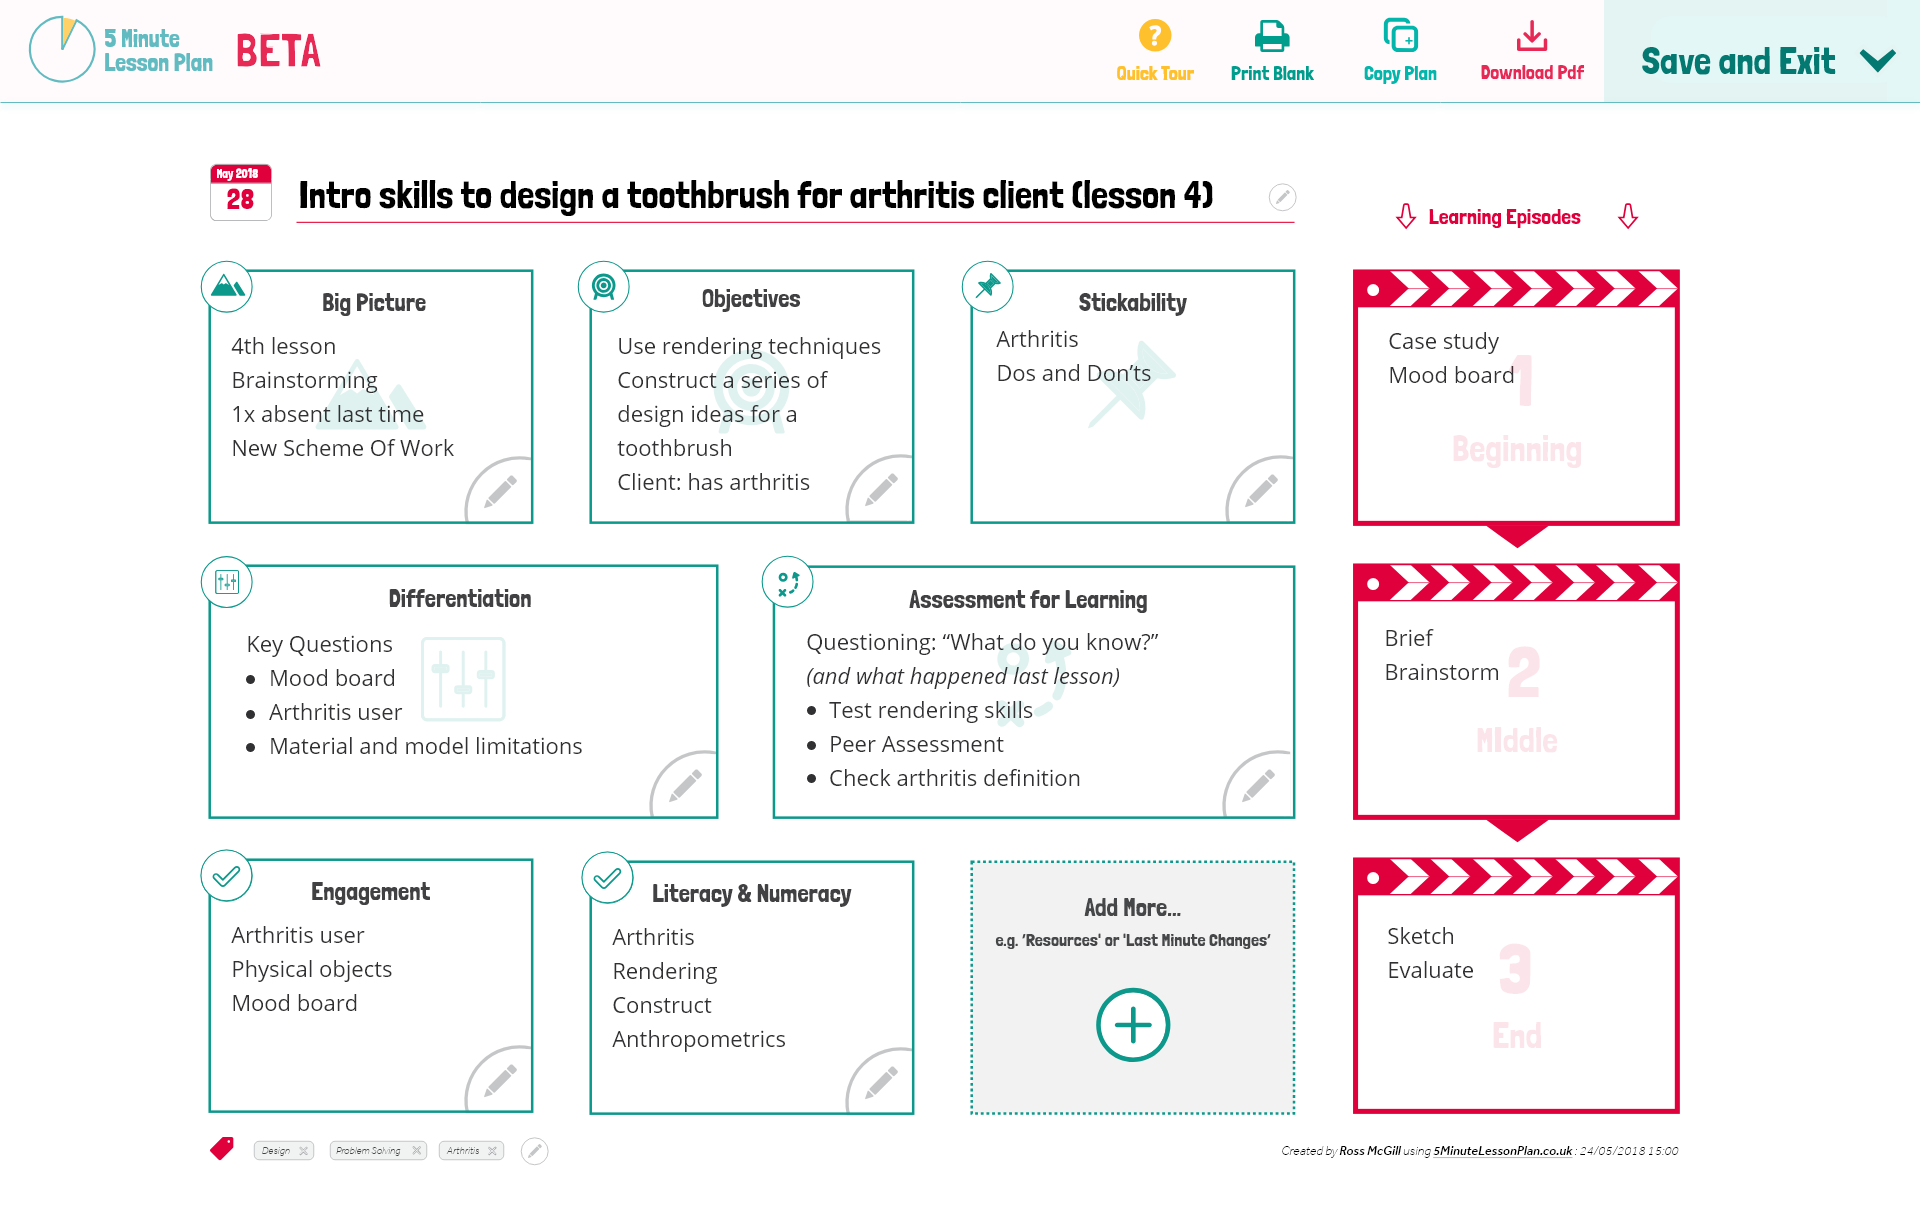 5 Minute
Lesson Plan
BETA
Quick Tour
Print Blank
Copy Plan
Download Pdf
Save and Exit
May 2018
28
Intro skills to design a toothbrush for arthritis client (lesson 4)
Learning Episodes
Big Picture
4th lesson
Brainstorming
1x absent last time
New Scheme Of Work
Objectives
Use rendering techniques
Construct a series of
design ideas for a
toothbrush
Client: has arthritis
Stickability
Arthritis
Dos and Don’ts
Case study
Mood board
1
Beginning
Differentiation
Key Questions
• Mood board
• Arthritis user
• Material and model limitations
Assessment for Learning
Questioning: “What do you know?”
(and what happened last lesson)
• Test rendering skills
• Peer Assessment
• Check arthritis definition
Brief
Brainstorm
2
MIddle
Engagement
Arthritis user
Physical objects
Mood board
Literacy & Numeracy
Arthritis
Rendering
Construct
Anthropometrics
Add More...
e.g. 'Resources' or 'Last Minute Changes'
Sketch
Evaluate
3
End
Design
Problem Solving
Arthritis
Created by Ross McGill using 5MinuteLessonPlan.co.uk : 24/05/2018 15:00